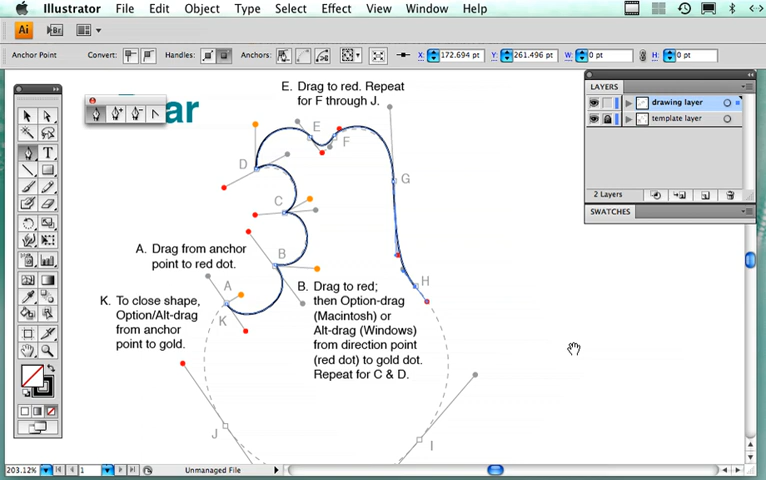 Illustrator File Edit Object Type Select Effect View Window Help
Ai Br
Anchor Point Convert: Handles: Anchors: X: 172.694 pt Y: 261.496 pt W: 0 pt H: 0 pt
ar
E. Drag to red. Repeat
for F through J.
LAYERS
drawing layer
template layer
2 Layers
SWATCHES
E
F
D
G
C
A. Drag from anchor
point to red dot.
B
A
H
K. To close shape,
Option/Alt-drag
from anchor
point to gold.
K
B. Drag to red;
then Option-drag
(Macintosh) or
Alt-drag (Windows)
from direction point
(red dot) to gold dot.
Repeat for C & D.
J
I
203.12% 1 Unmanaged File